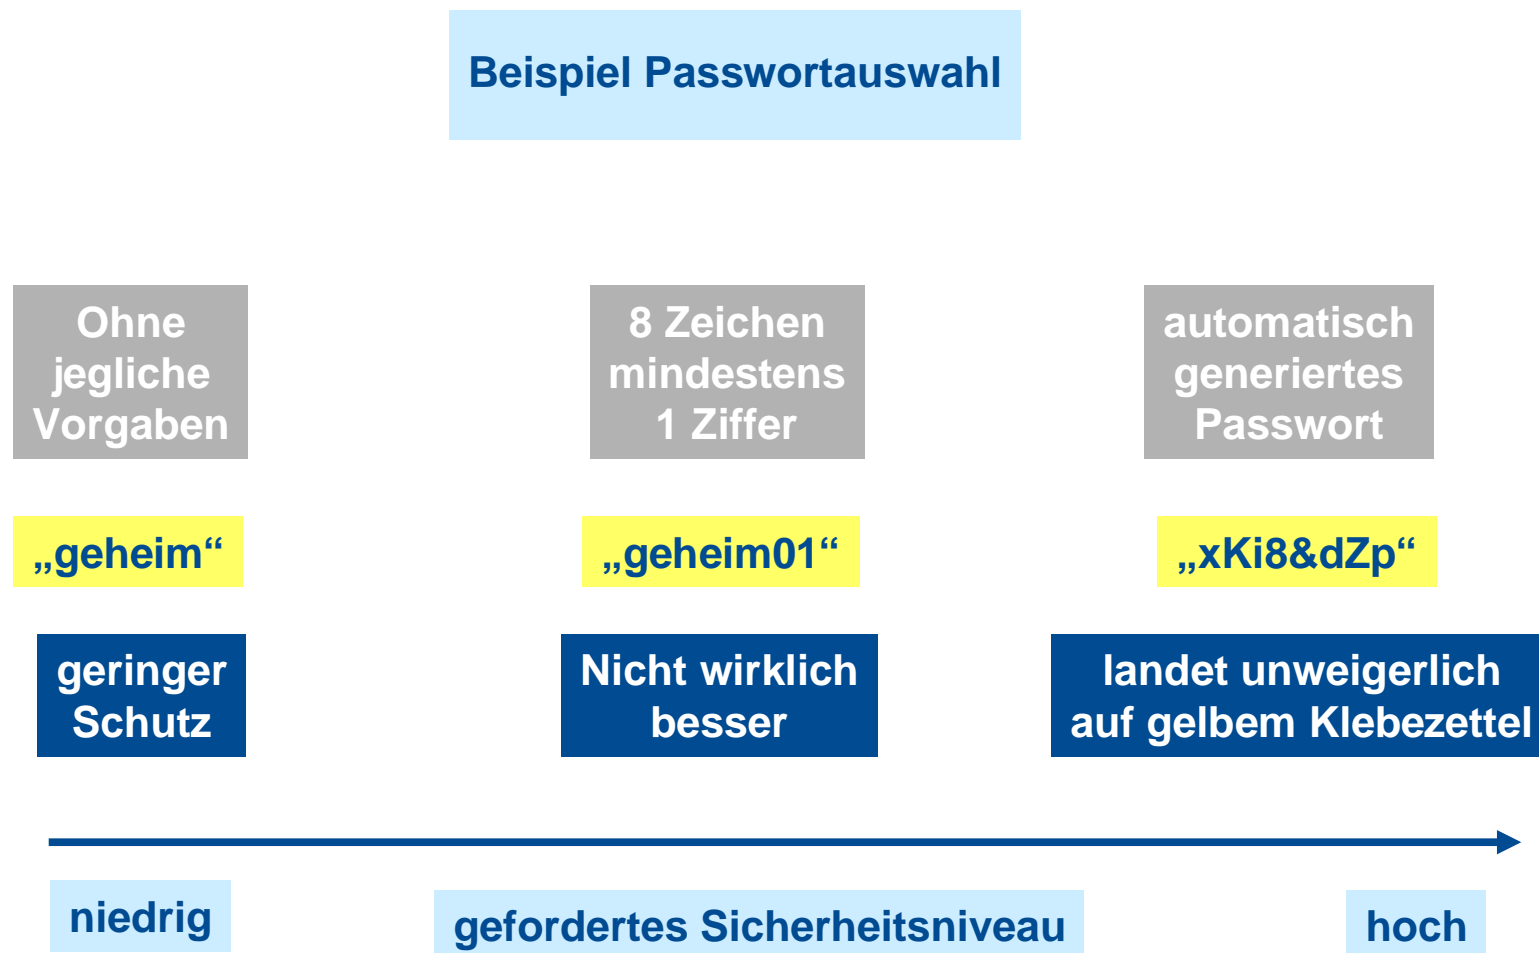 Beispiel Passwortauswahl
Ohne
jegliche
Vorgaben
8 Zeichen
mindestens
1 Ziffer
automatisch
generiertes
Passwort
„geheim“
„geheim01“
„xKi8&dZp“
geringer
Schutz
Nicht wirklich
besser
landet unweigerlich
auf gelbem Klebezettel
niedrig
gefordertes Sicherheitsniveau
hoch